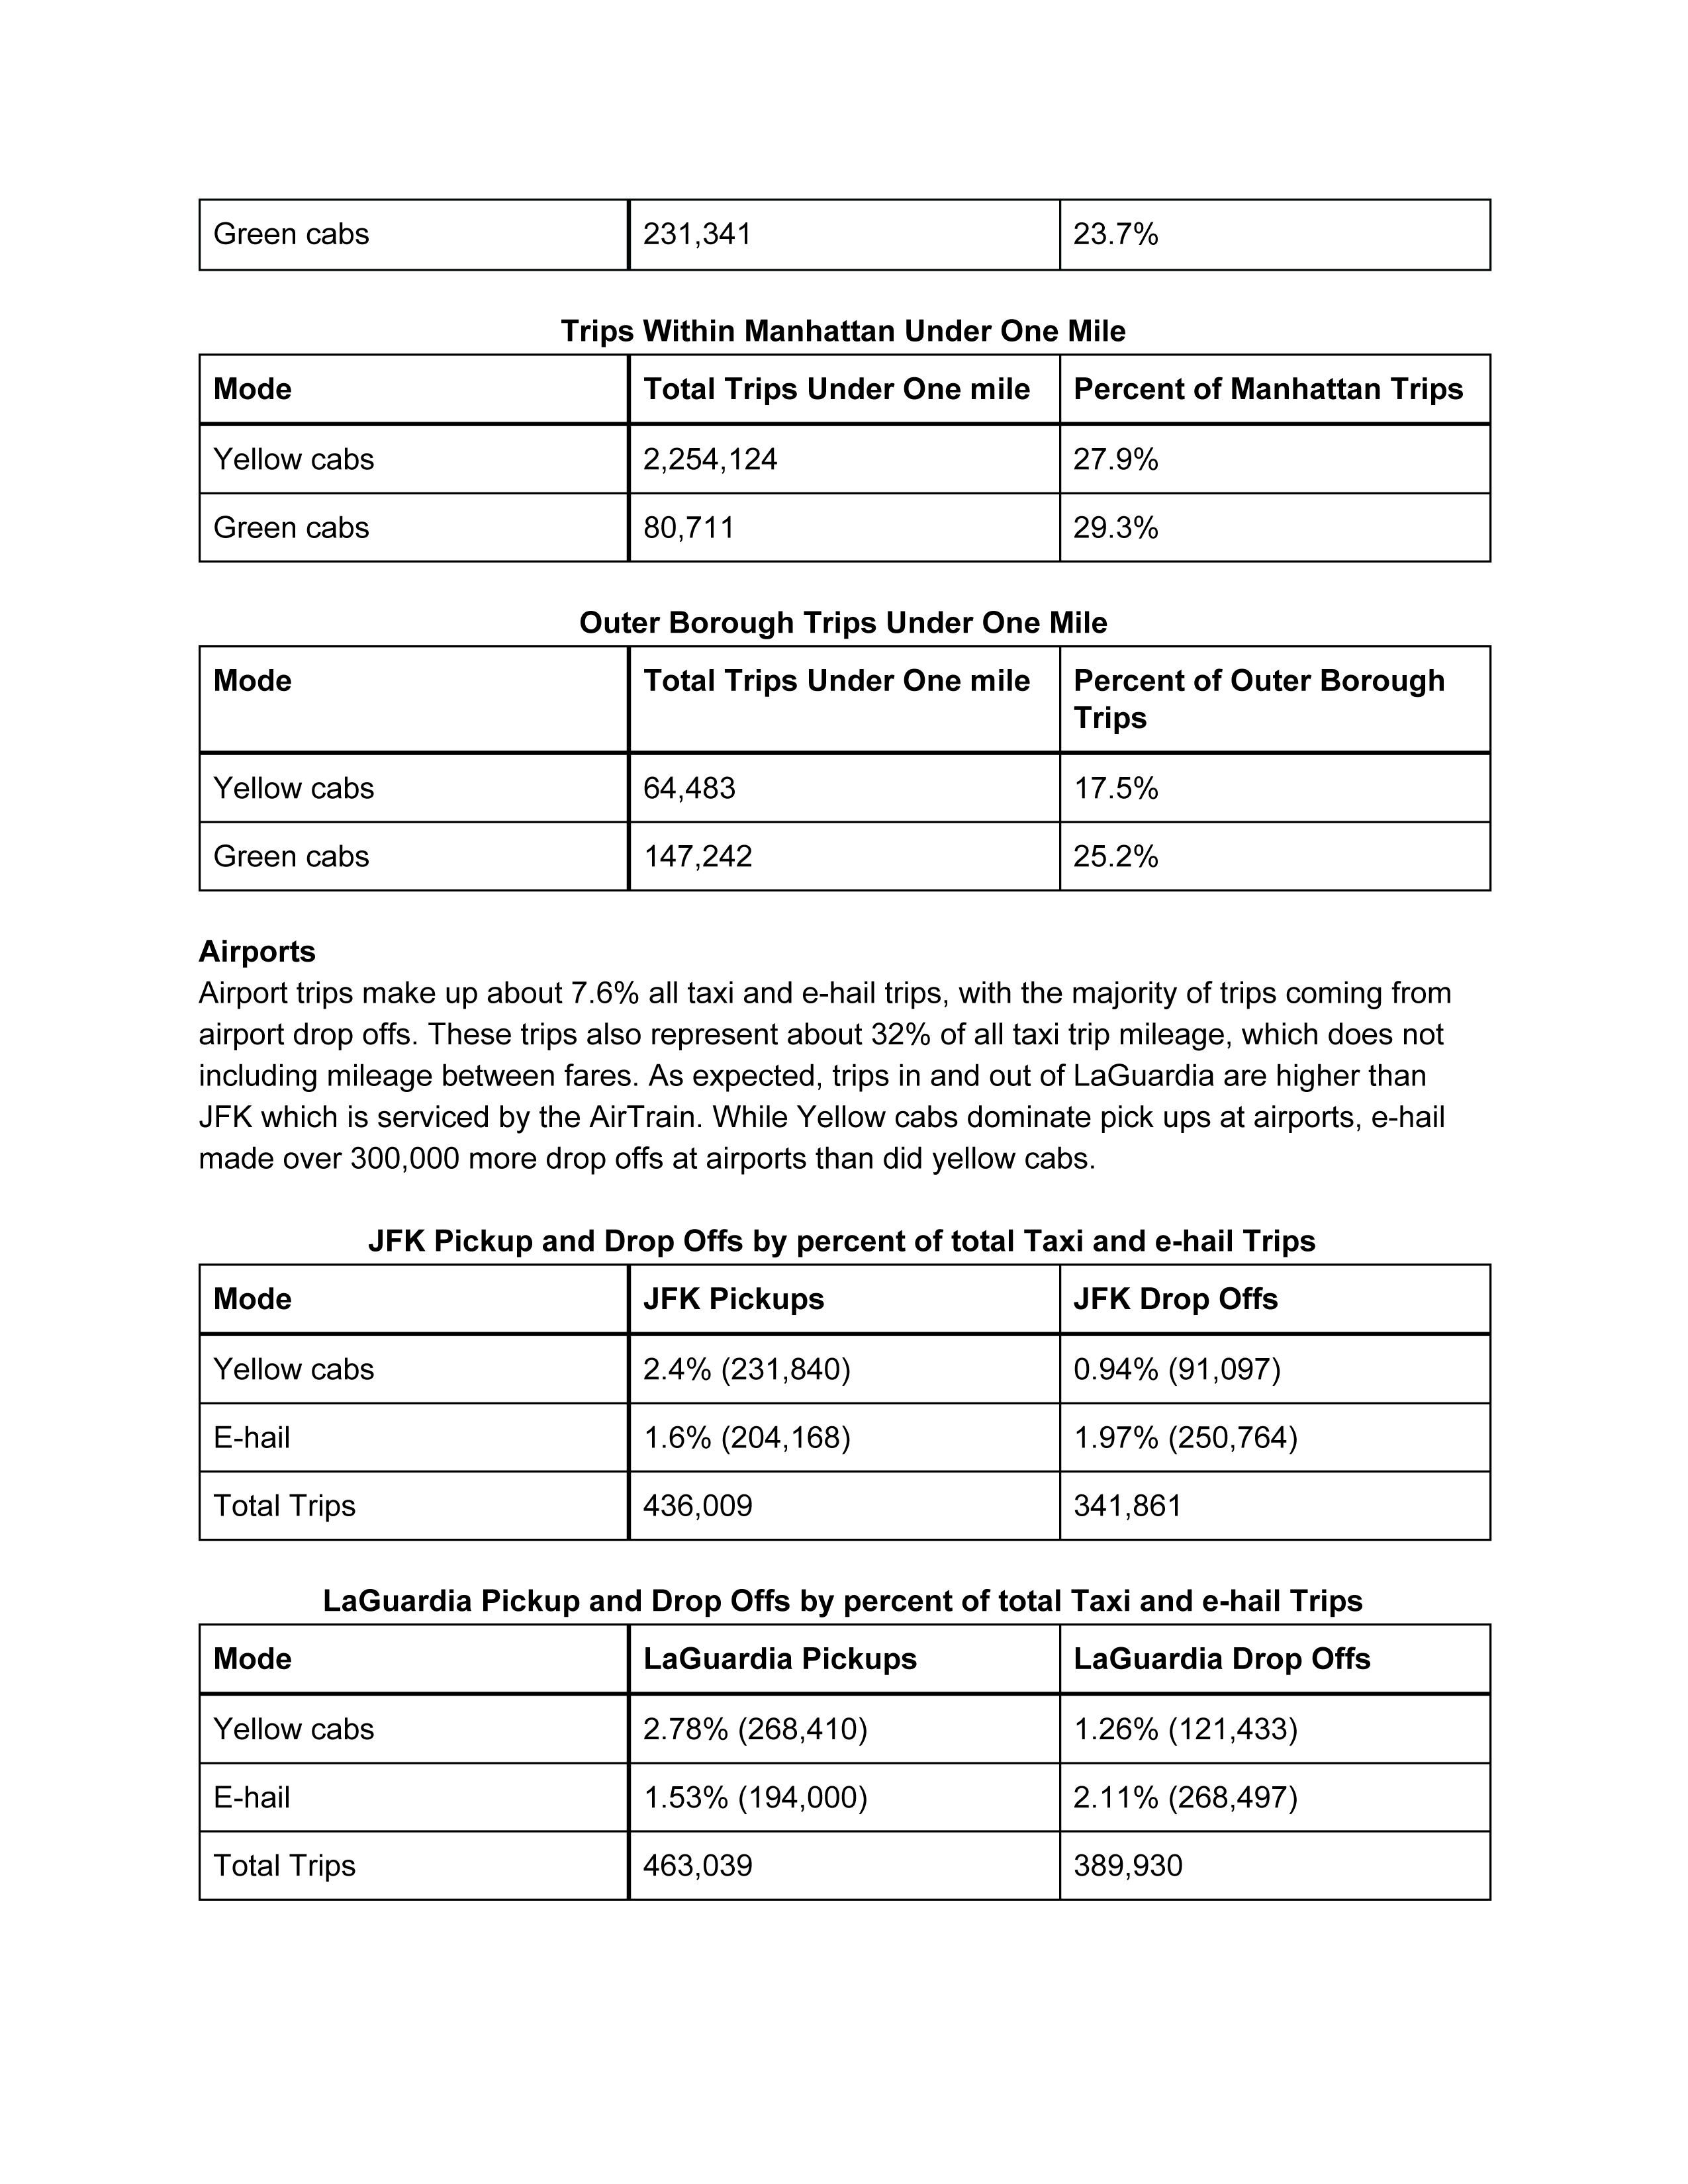 Green cabs 231,341 23.7%
Trips Within Manhattan Under One Mile
Mode Total Trips Under One mile Percent of Manhattan Trips
Yellow cabs 2,254,124 27.9%
Green cabs 80,711 29.3%
Outer Borough Trips Under One Mile
Mode Total Trips Under One mile Percent of Outer Borough
Trips
Yellow cabs 64,483 17.5%
Green cabs 147,242 25.2%
Airports
Airport trips make up about 7.6% all taxi and e-hail trips, with the majority of trips coming from
airport drop offs. These trips also represent about 32% of all taxi trip mileage, which does not
including mileage between fares. As expected, trips in and out of LaGuardia are higher than
JFK which is serviced by the AirTrain. While Yellow cabs dominate pick ups at airports, e-hail
made over 300,000 more drop offs at airports than did yellow cabs.
JFK Pickup and Drop Offs by percent of total Taxi and e-hail Trips
Mode JFK Pickups JFK Drop Offs
Yellow cabs 2.4% (231,840) 0.94% (91,097)
E-hail 1.6% (204,168) 1.97% (250,764)
Total Trips 436,009 341,861
LaGuardia Pickup and Drop Offs by percent of total Taxi and e-hail Trips
Mode LaGuardia Pickups LaGuardia Drop Offs
Yellow cabs 2.78% (268,410) 1.26% (121,433)
E-hail 1.53% (194,000) 2.11% (268,497)
Total Trips 463,039 389,930